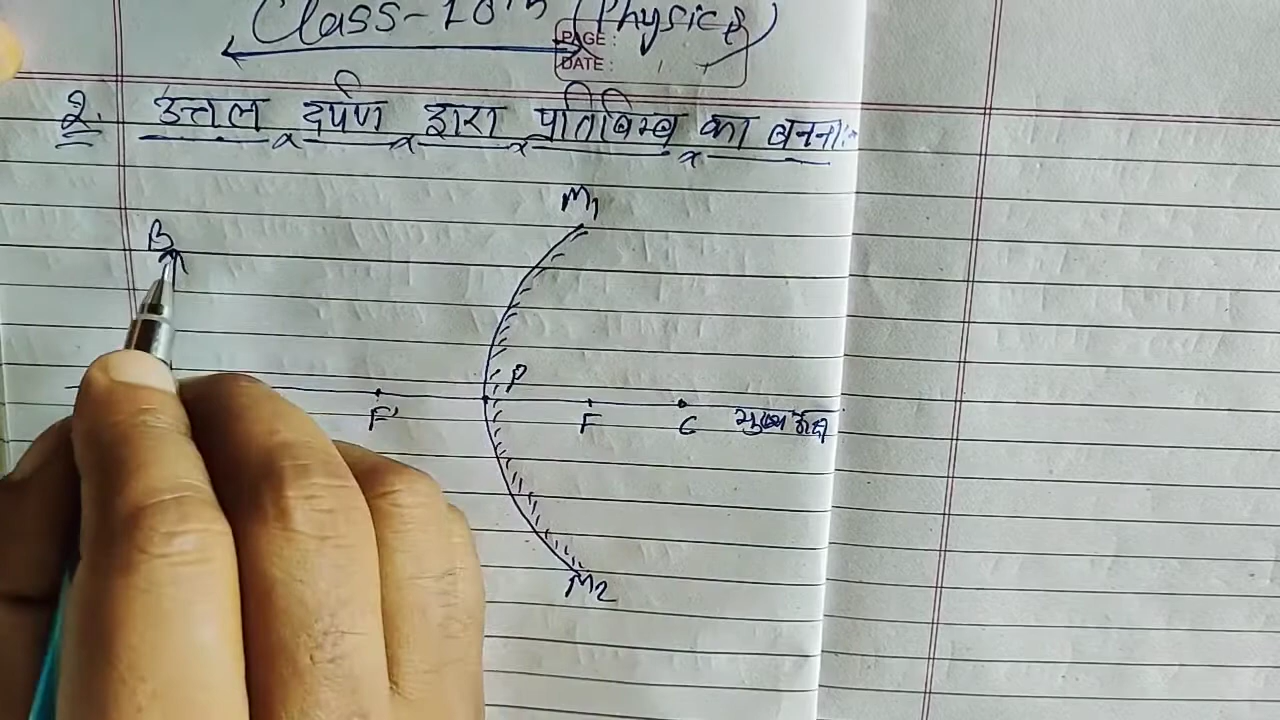 Class-10th (Physics)
PAGE :
DATE :
2. उत्तल दर्पण द्वारा प्रतिबिम्ब का बनना:
M1
B
P
F' F C मुख्य अक्ष
M2